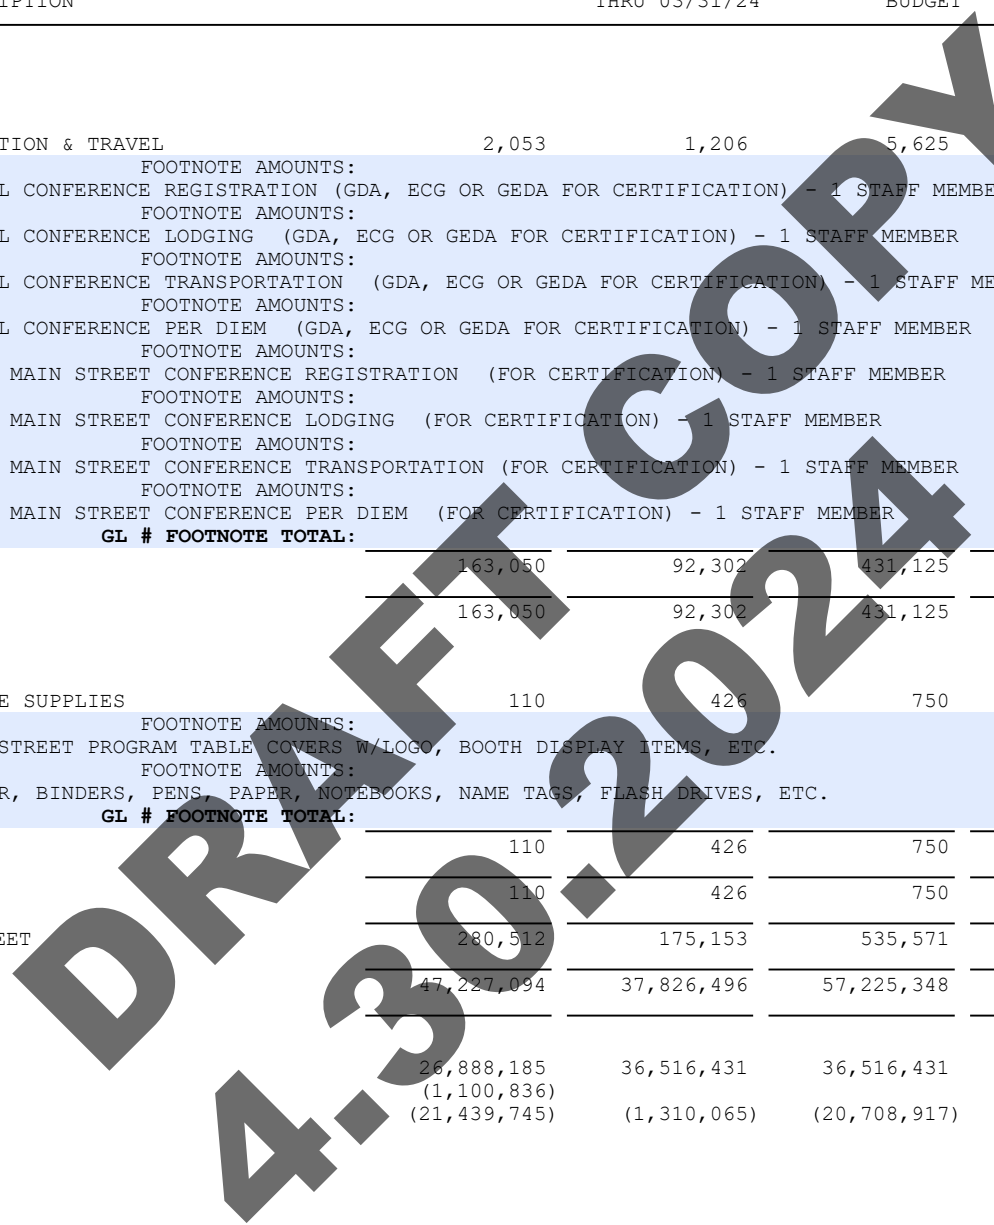 IPTION THRU 03/31/24 BUDGET
TION & TRAVEL 2,053 1,206 5,625
FOOTNOTE AMOUNTS:
L CONFERENCE REGISTRATION (GDA, ECG OR GEDA FOR CERTIFICATION) - 1 STAFF MEMBE
FOOTNOTE AMOUNTS:
L CONFERENCE LODGING (GDA, ECG OR GEDA FOR CERTIFICATION) - 1 STAFF MEMBER
FOOTNOTE AMOUNTS:
L CONFERENCE TRANSPORTATION (GDA, ECG OR GEDA FOR CERTIFICATION) - 1 STAFF ME
FOOTNOTE AMOUNTS:
L CONFERENCE PER DIEM (GDA, ECG OR GEDA FOR CERTIFICATION) - 1 STAFF MEMBER
FOOTNOTE AMOUNTS:
MAIN STREET CONFERENCE REGISTRATION (FOR CERTIFICATION) - 1 STAFF MEMBER
FOOTNOTE AMOUNTS:
MAIN STREET CONFERENCE LODGING (FOR CERTIFICATION) - 1 STAFF MEMBER
FOOTNOTE AMOUNTS:
MAIN STREET CONFERENCE TRANSPORTATION (FOR CERTIFICATION) - 1 STAFF MEMBER
FOOTNOTE AMOUNTS:
MAIN STREET CONFERENCE PER DIEM (FOR CERTIFICATION) - 1 STAFF MEMBER
GL # FOOTNOTE TOTAL:
163,050 92,302 431,125
163,050 92,302 431,125
E SUPPLIES 110 426 750
FOOTNOTE AMOUNTS:
STREET PROGRAM TABLE COVERS W/LOGO, BOOTH DISPLAY ITEMS, ETC.
FOOTNOTE AMOUNTS:
R, BINDERS, PENS, PAPER, NOTEBOOKS, NAME TAGS, FLASH DRIVES, ETC.
GL # FOOTNOTE TOTAL:
110 426 750
110 426 750
EET 280,512 175,153 535,571
47,227,094 37,826,496 57,225,348
26,888,185 36,516,431 36,516,431
(1,100,836)
(21,439,745) (1,310,065) (20,708,917)
DRAFT COPY
4.30.2024